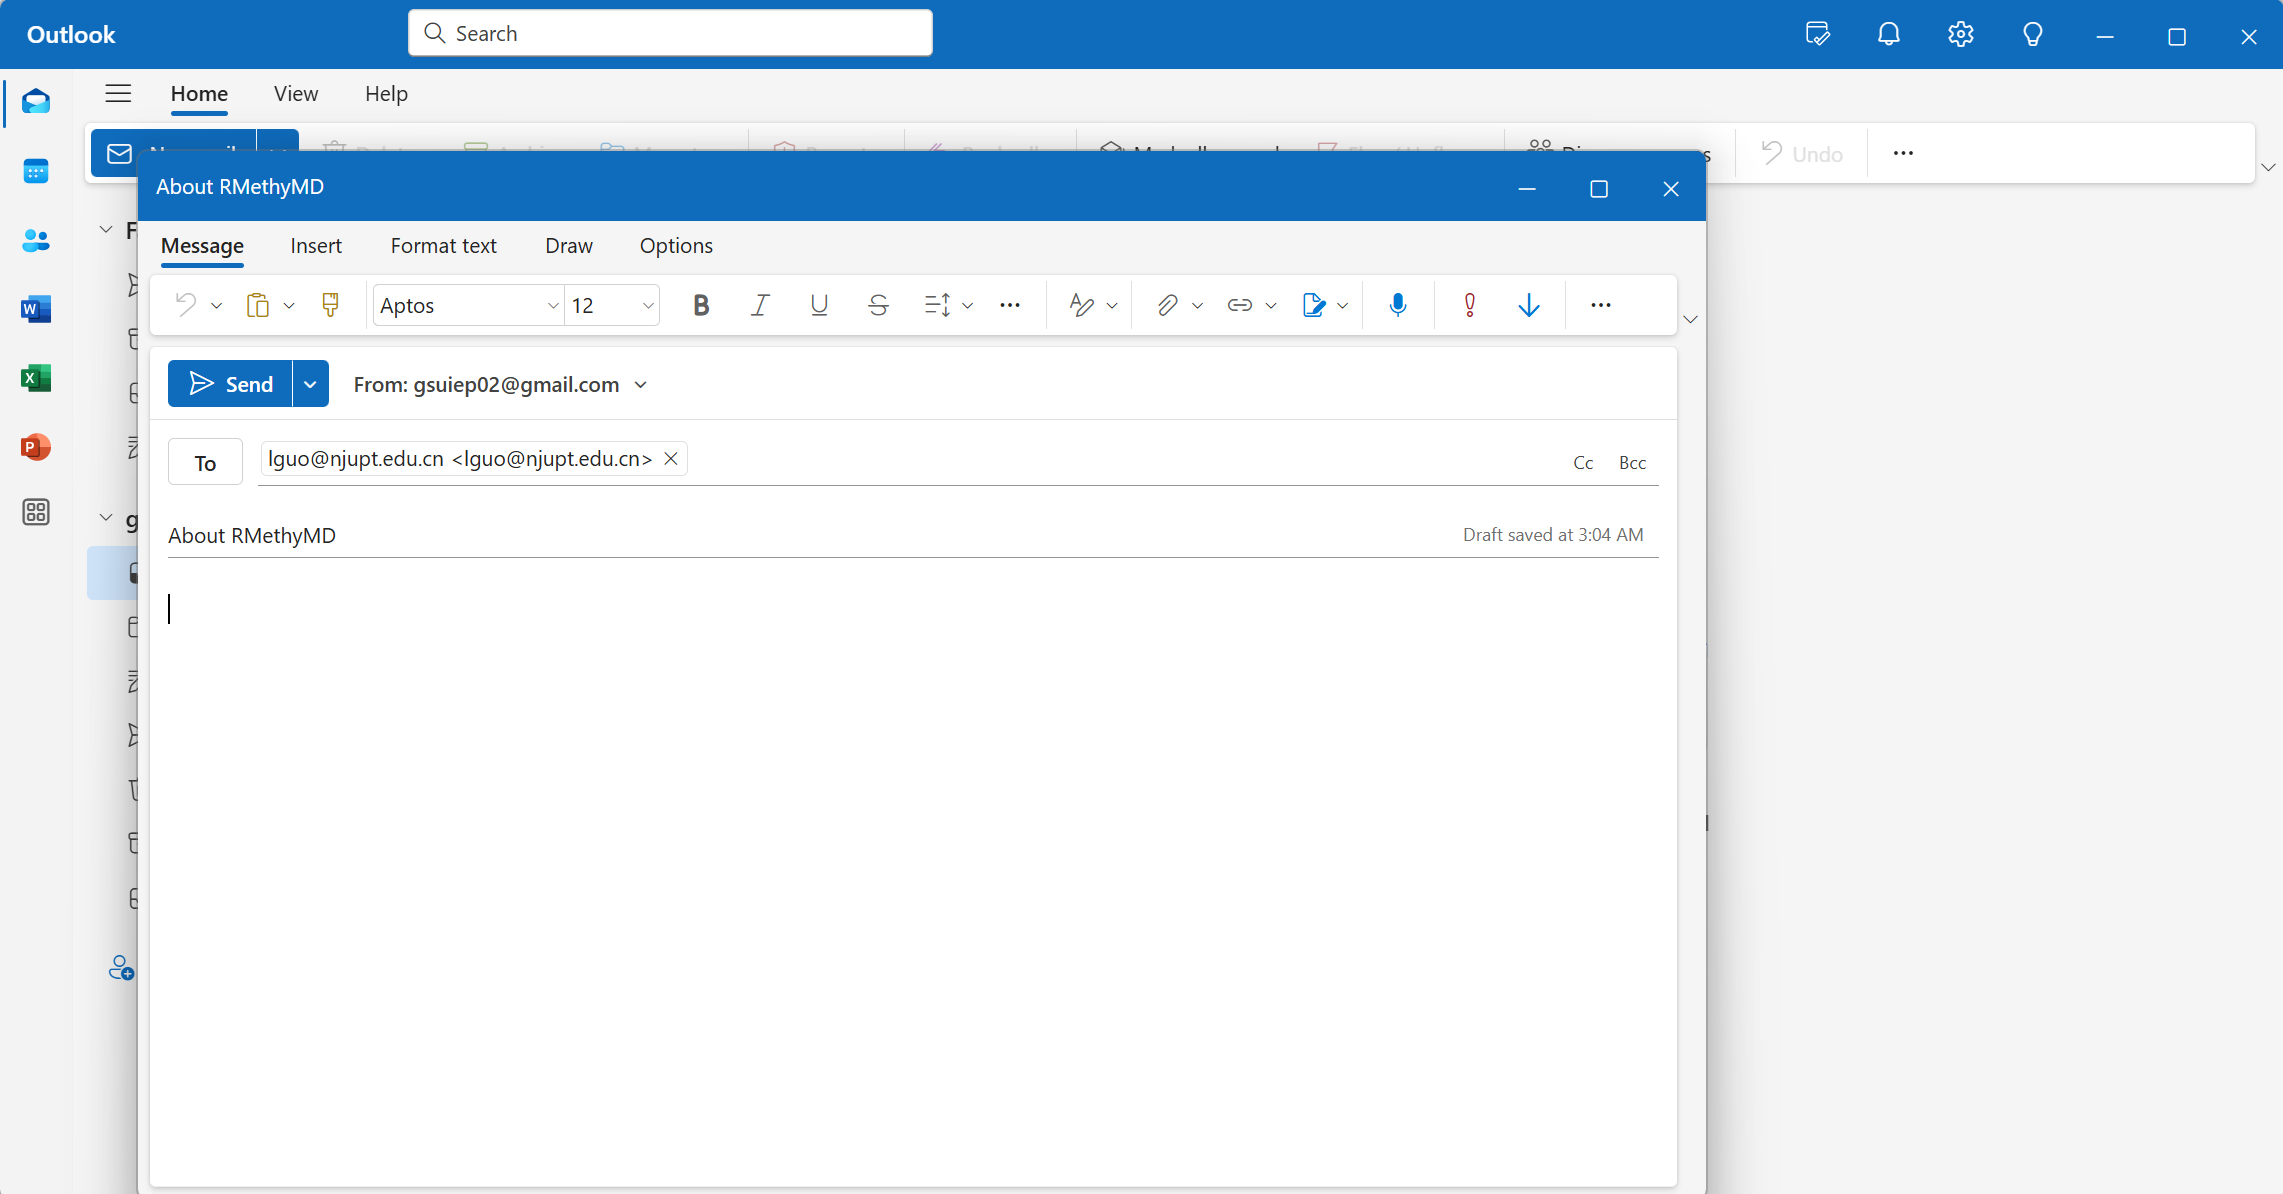 Outlook
Search
Home
View
Help
Undo
About RMethyMD
Message
Insert
Format text
Draw
Options
Aptos
12
Send
From: gsuiep02@gmail.com
To
lguo@njupt.edu.cn <lguo@njupt.edu.cn>
Cc
Bcc
About RMethyMD
Draft saved at 3:04 AM